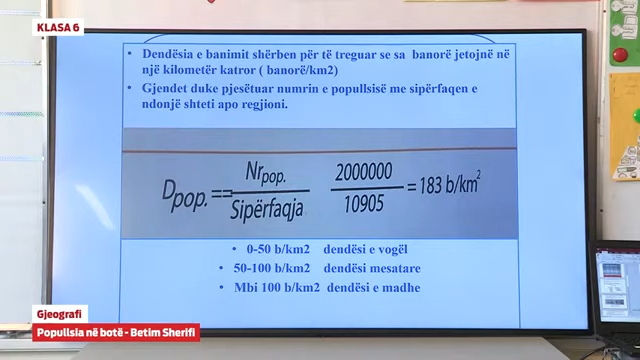 KLASA 6
• Dendësia e banimit shërben për të treguar se sa banorë jetojnë në
një kilometër katror ( banorë/km2)
• Gjendet duke pjesëtuar numrin e popullsisë me sipërfaqen e
ndonjë shteti apo regjioni.
Dpop. == Nrpop. / Sipërfaqja 2000000 / 10905 = 183 b/km²
• 0-50 b/km2 dendësi e vogël
• 50-100 b/km2 dendësi mesatare
• Mbi 100 b/km2 dendësi e madhe
Gjeografi
Popullsia në botë - Betim Sherifi